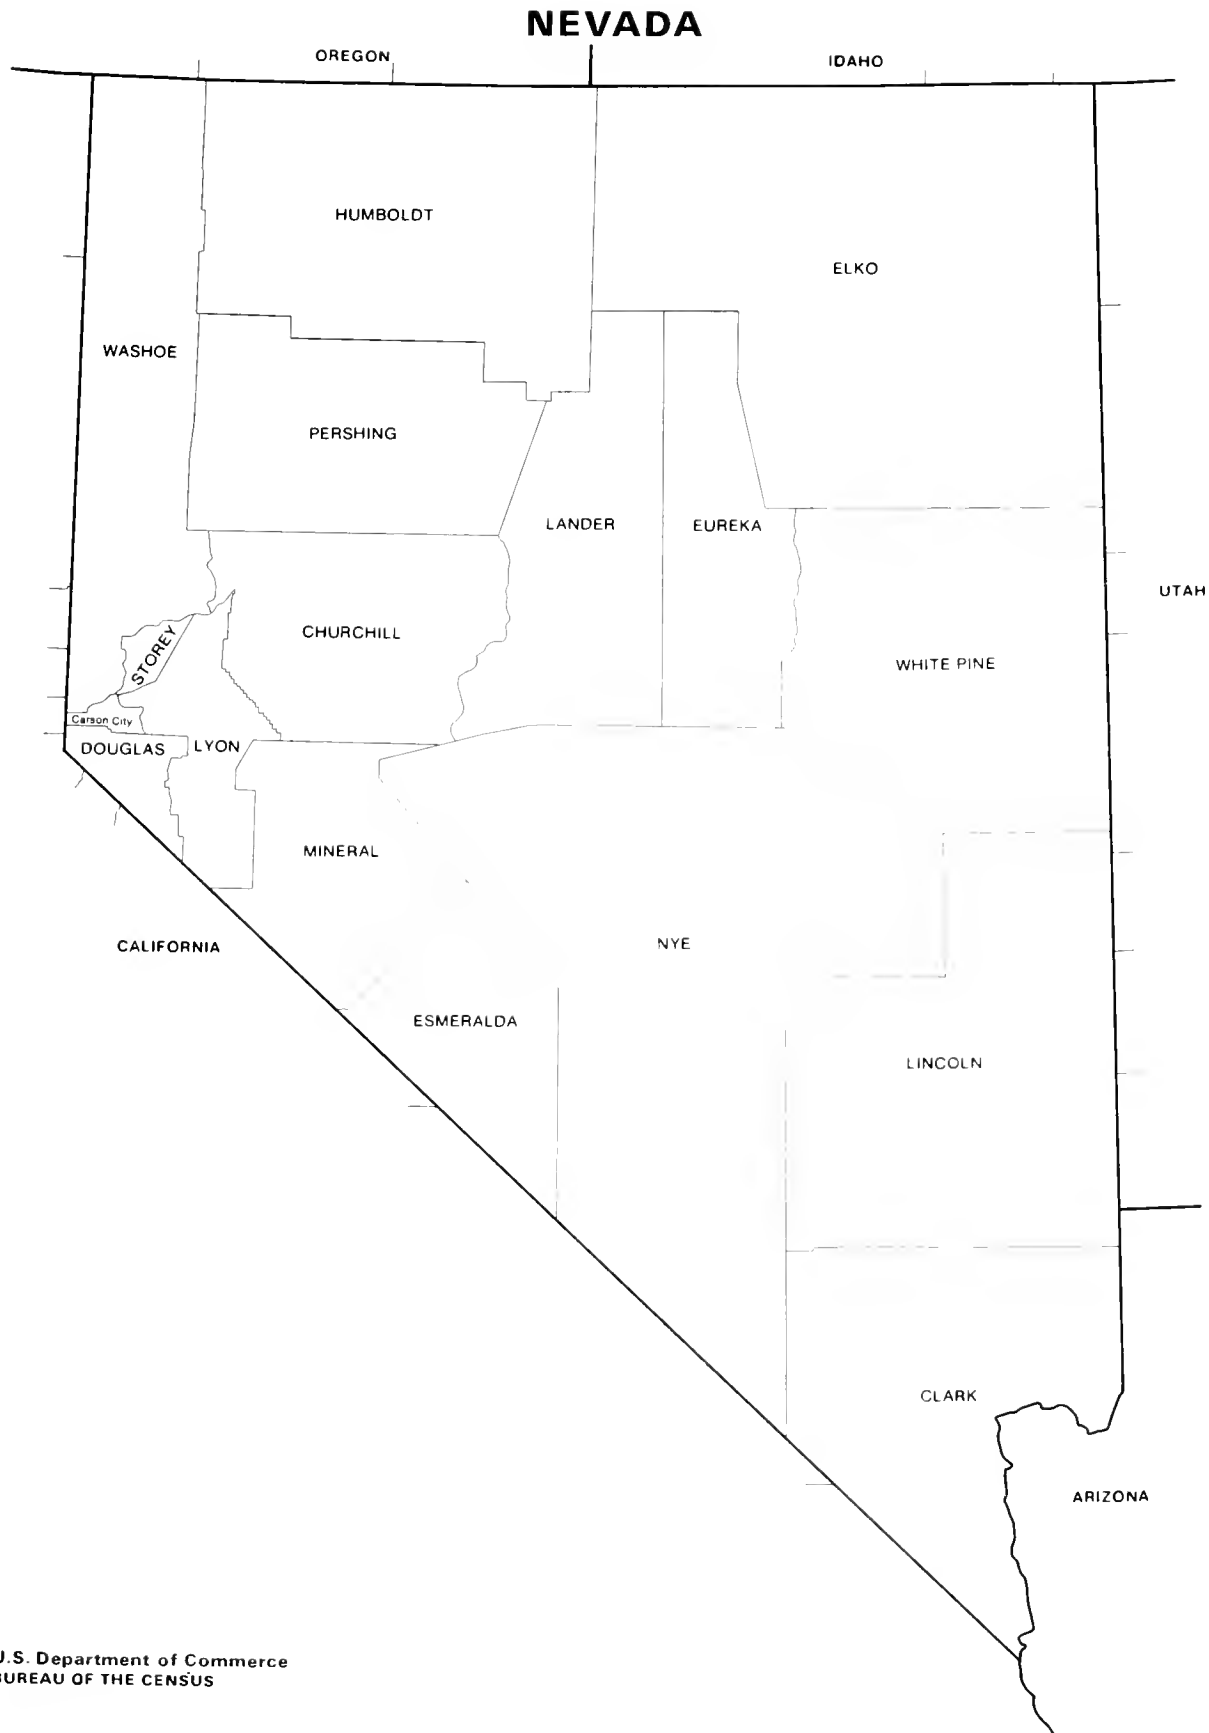 NEVADA
OREGON
IDAHO
HUMBOLDT
ELKO
WASHOE
PERSHING
LANDER
EUREKA
UTAH
CHURCHILL
STOREY
WHITE PINE
Carson City
DOUGLAS
LYON
MINERAL
CALIFORNIA
NYE
ESMERALDA
LINCOLN
CLARK
ARIZONA
U.S. Department of Commerce
BUREAU OF THE CENSUS